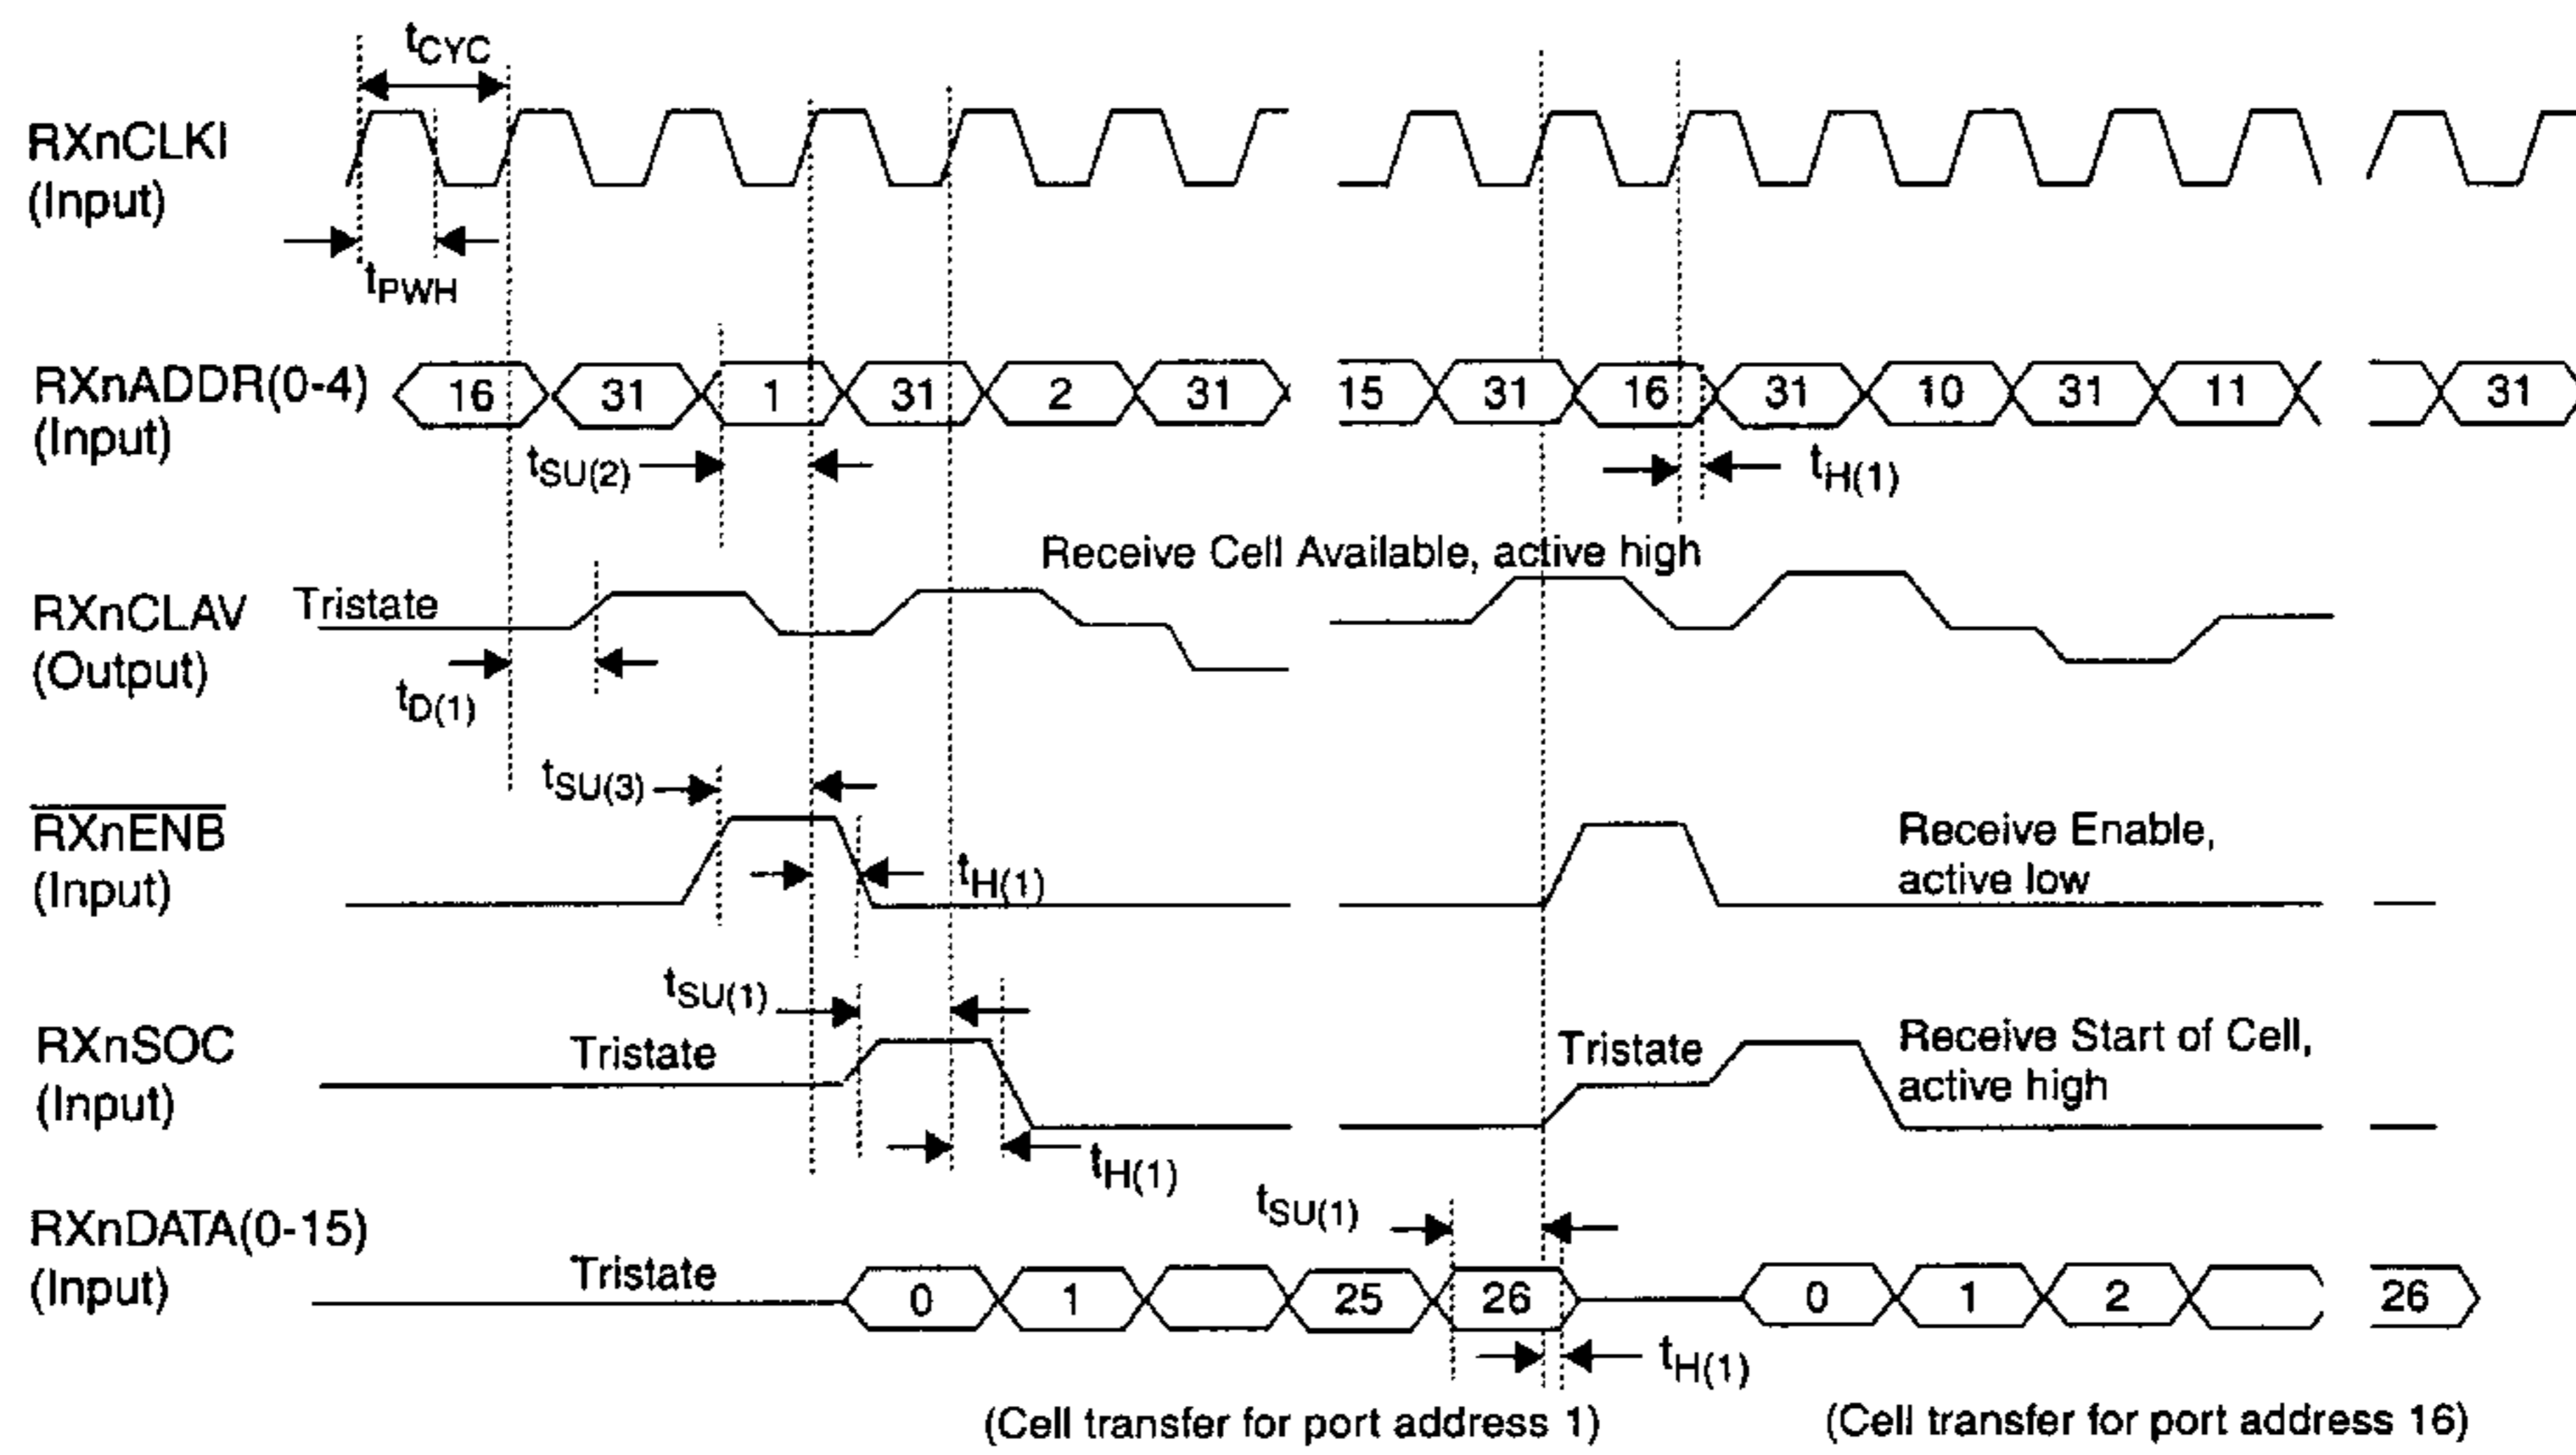 tCYC
RXnCLKI
(Input)
tPWH
RXnADDR(0-4)
(Input)
16 31 1 31 2 31 15 31 16 31 10 31 11 31
tSU(2)
tH(1)
Receive Cell Available, active high
RXnCLAV
(Output)
Tristate
tD(1)
tSU(3)
RXnENB
(Input)
tH(1)
Receive Enable,
active low
tSU(1)
RXnSOC
(Input)
Tristate
Tristate
Receive Start of Cell,
active high
tH(1)
tSU(1)
RXnDATA(0-15)
(Input)
Tristate
0 1 25 26 0 1 2 26
tH(1)
(Cell transfer for port address 1)
(Cell transfer for port address 16)